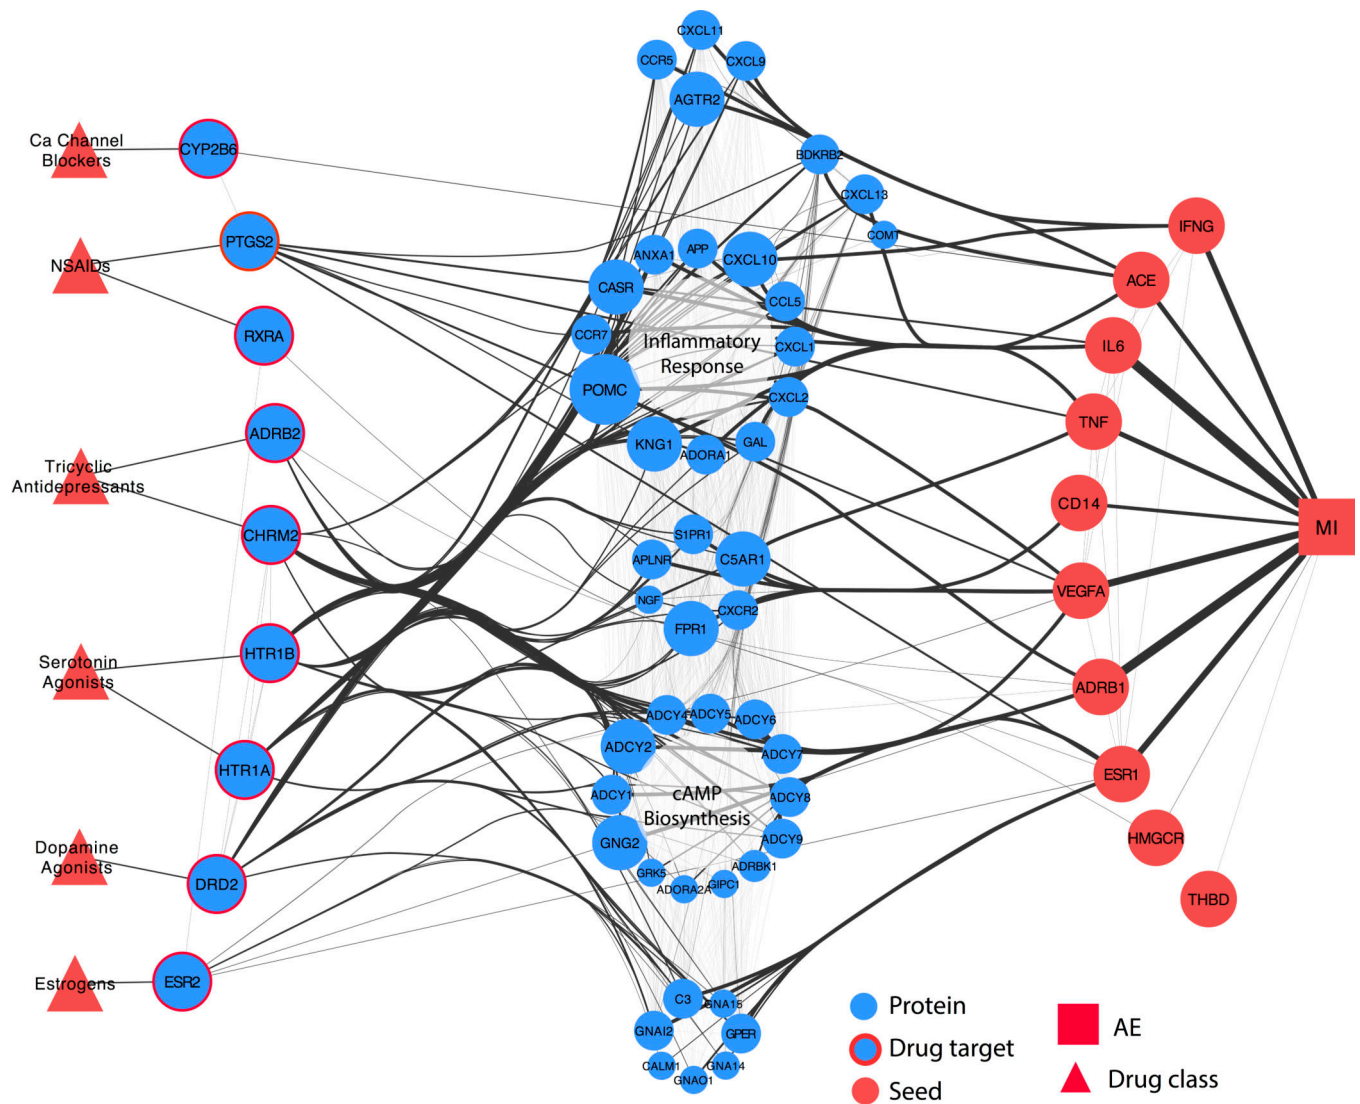 CXCL11
CCR5
CXCL9
AGTR2
Ca Channel
Blockers
CYP2B6
BDKRB2
CXCL13
COMT
IFNG
PTGS2
NSAIDs
ANXA1
APP
CXCL10
CASR
CCL5
ACE
RXRA
CCR7
Inflammatory
Response
CXCL1
IL6
POMC
CXCL2
TNF
ADRB2
KNG1
ADORA1
GAL
Tricyclic
Antidepressants
CHRM2
S1PR1
APLNR
C5AR1
CD14
MI
NGF
CXCR2
FPR1
VEGFA
Serotonin
Agonists
HTR1B
ADRB1
ADCY4
ADCY5
ADCY6
ADCY2
ADCY7
HTR1A
ADCY1
cAMP
Biosynthesis
ADCY8
ESR1
GNG2
ADCY9
HMGCR
Dopamine
Agonists
DRD2
GRK5
ADORA2A
GIPC1
ADRBK1
THBD
Estrogens
ESR2
C3
GNA15
GNAI2
GPER
CALM1
GNAO1
GNA14
Protein
Drug target
Seed
AE
Drug class